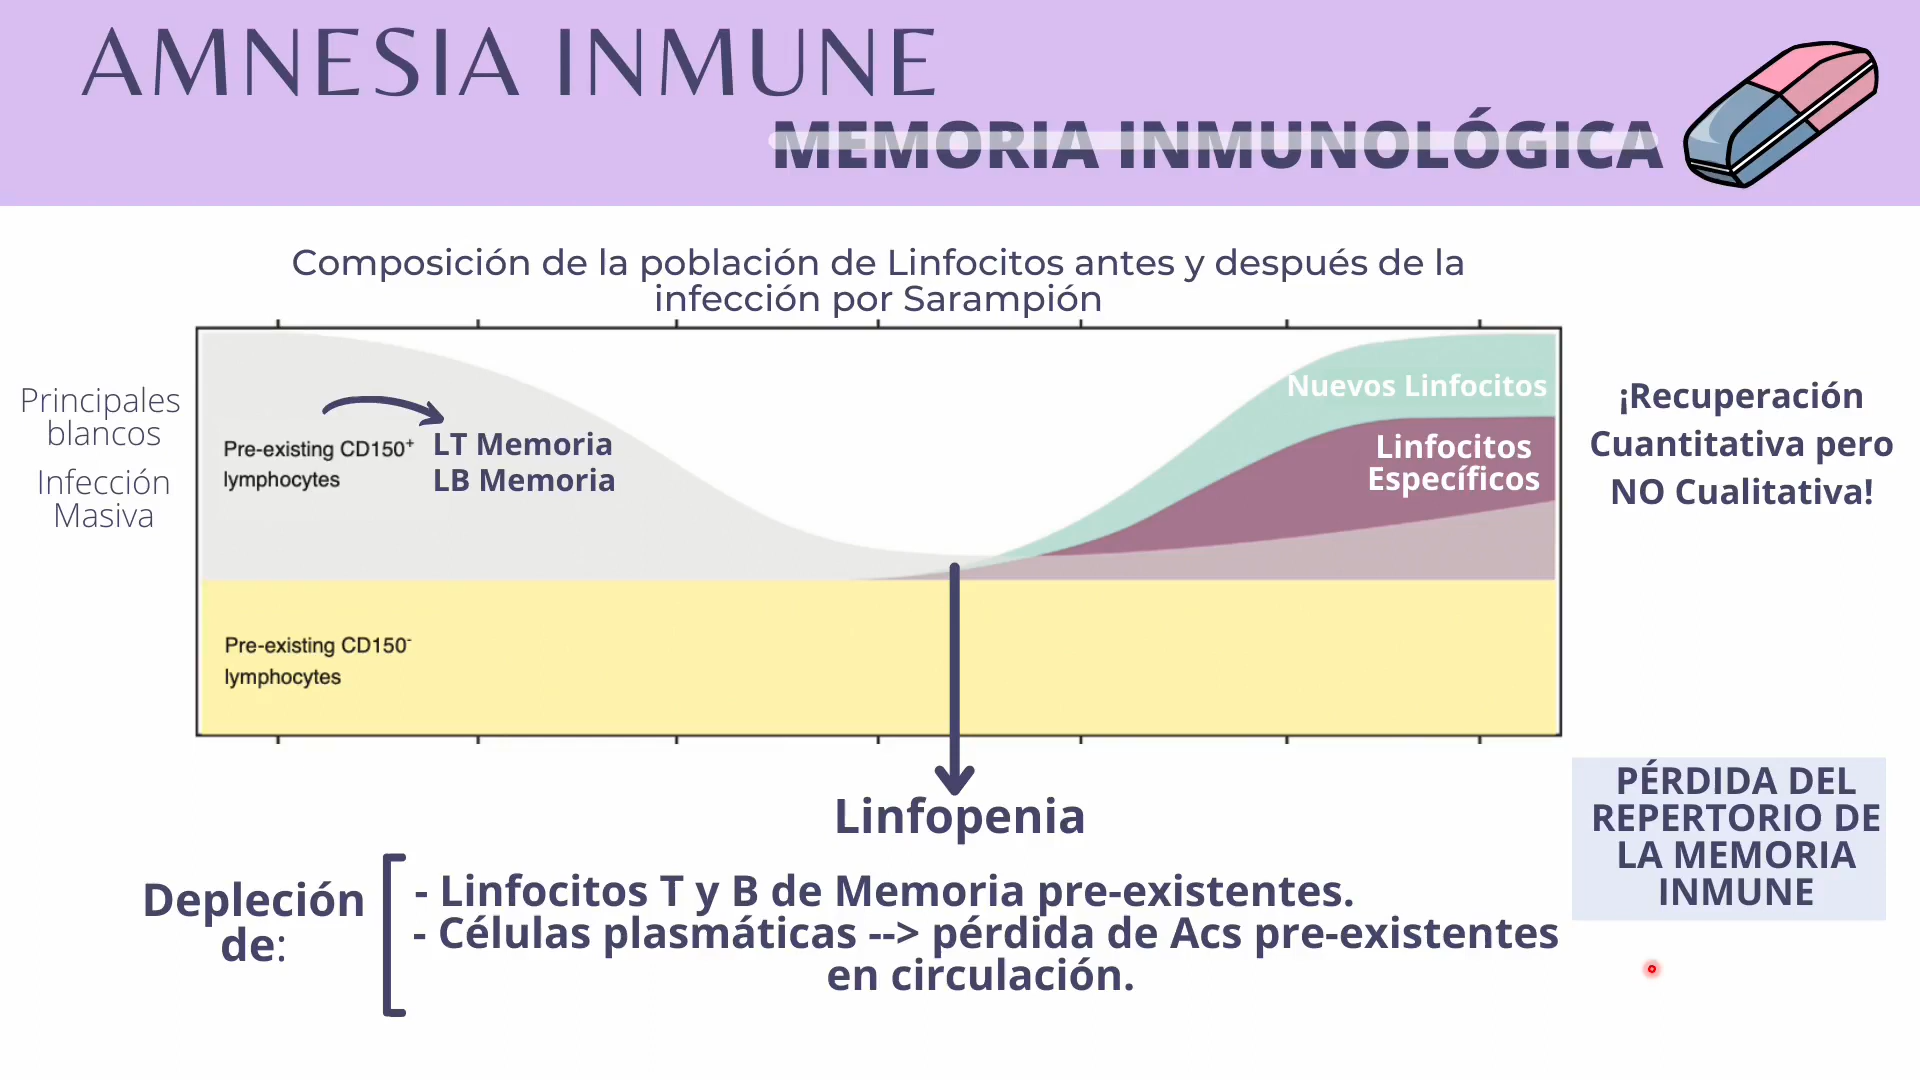 AMNESIA INMUNE
MEMORIA INMUNOLÓGICA
Composición de la población de Linfocitos antes y después de la
infección por Sarampión
Principales
blancos
Infección
Masiva
Pre-existing CD150+
lymphocytes
LT Memoria
LB Memoria
Nuevos Linfocitos
Linfocitos
Específicos
¡Recuperación
Cuantitativa pero
NO Cualitativa!
Pre-existing CD150-
lymphocytes
Linfopenia
PÉRDIDA DEL
REPERTORIO DE
LA MEMORIA
INMUNE
Depleción
de:
- Linfocitos T y B de Memoria pre-existentes.
- Células plasmáticas --> pérdida de Acs pre-existentes
en circulación.